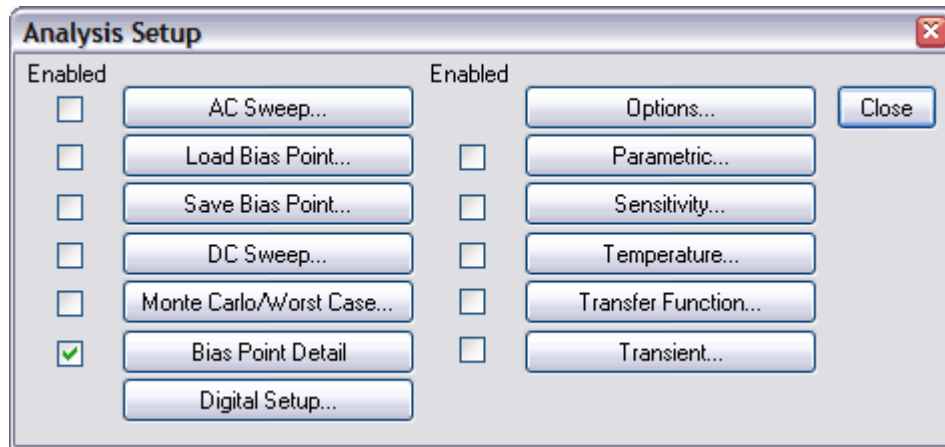 Analysis Setup
Enabled
Enabled
AC Sweep...
Options...
Close
Load Bias Point...
Parametric...
Save Bias Point...
Sensitivity...
DC Sweep...
Temperature...
Monte Carlo/Worst Case...
Transfer Function...
Bias Point Detail
Transient...
Digital Setup...